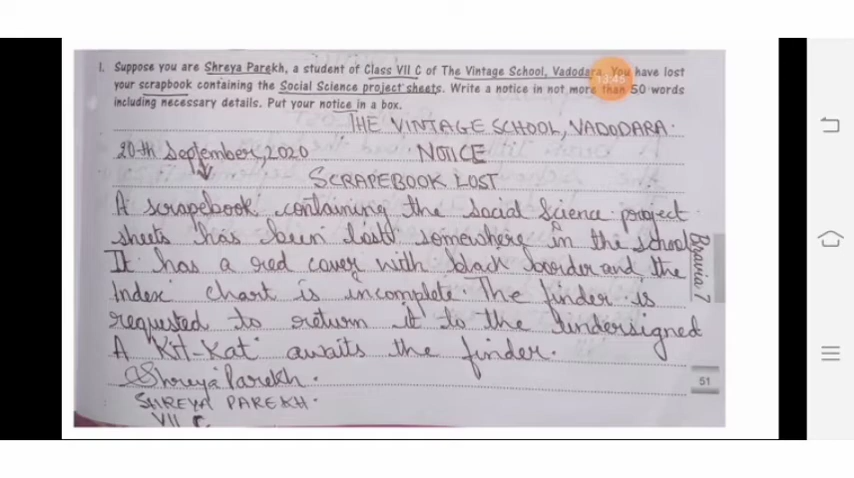 I. Suppose you are Shreya Parekh, a student of Class VII C of The Vintage School, Vadodara. You have lost
your scrapbook containing the Social Science project sheets. Write a notice in not more than 50 words
including necessary details. Put your notice in a box.
13:45
THE VINTAGE SCHOOL, VADODARA.
20th September, 2020 NOTICE
SCRAPEBOOK LOST
A scrapebook containing the social Science project
sheets has been lost somewhere in the school
It has a red cover with black border and the
Index chart is incomplete. The finder is
requested to return it to the undersigned
A 'Kit-Kat' awaits the finder.
Shreya Parekh.
SHREYA PAREKH.
VII C
Bravia 7
51